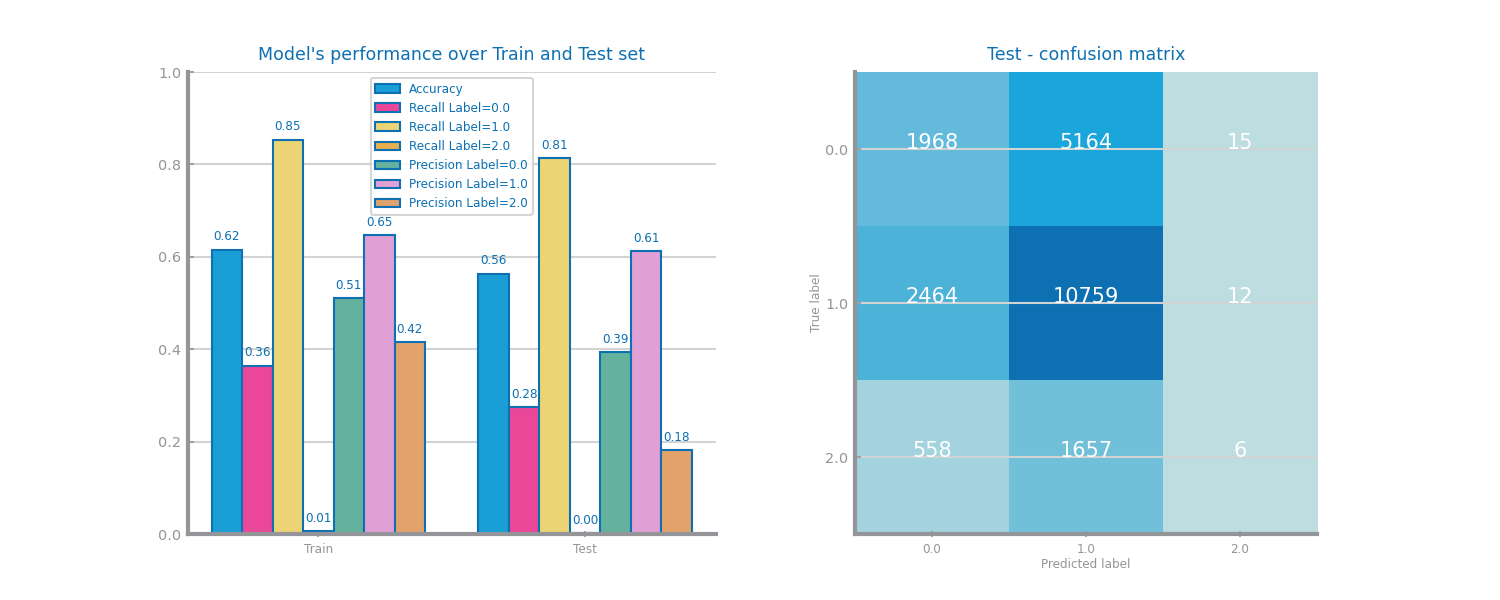 Model's performance over Train and Test set
1.0
0.8
0.6
0.4
0.2
0.0
Accuracy
Recall Label=0.0
Recall Label=1.0
Recall Label=2.0
Precision Label=0.0
Precision Label=1.0
Precision Label=2.0
0.62
0.36
0.85
0.01
0.51
0.65
0.42
0.56
0.28
0.81
0.00
0.39
0.61
0.18
Train Test
Test - confusion matrix
True label
0.0
1.0
2.0
1968 5164 15
2464 10759 12
558 1657 6
0.0 1.0 2.0
Predicted label